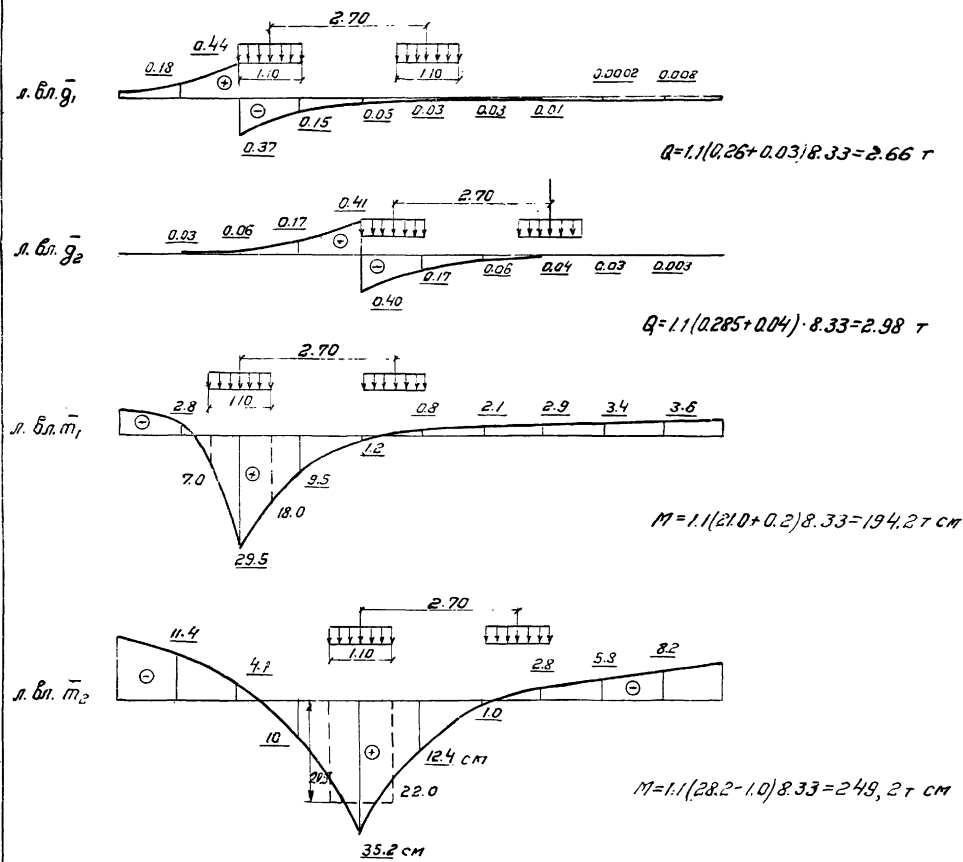 2.70
0.44
0.18
1.10 1.10
0.0002 0.008
л. вл. q̄₁
0.15 0.05 0.03 0.03 0.01
0.37
Q=1.1(0.26+0.03)8.33=2.66 т
2.70
0.41
0.03 0.06 0.17
л. вл. q̄₂
0.17 0.06 0.04 0.03 0.003
0.40
Q=1.1(0.285+0.04)·8.33=2.98 т
2.70
1.10
2.8 0.8 2.1 2.9 3.4 3.6
л. вл. m̄₁
1.2
7.0 9.5
18.0
M=1.1(21.0+0.2)8.33=194.2 т см
29.5
2.70
1.10
11.4 4.1 2.8 5.3 8.2
л. вл. m̄₂
1.0
10
12.4 см
22.0
M=1.1(28.2-1.0)8.33=249,2 т см
35.2 см